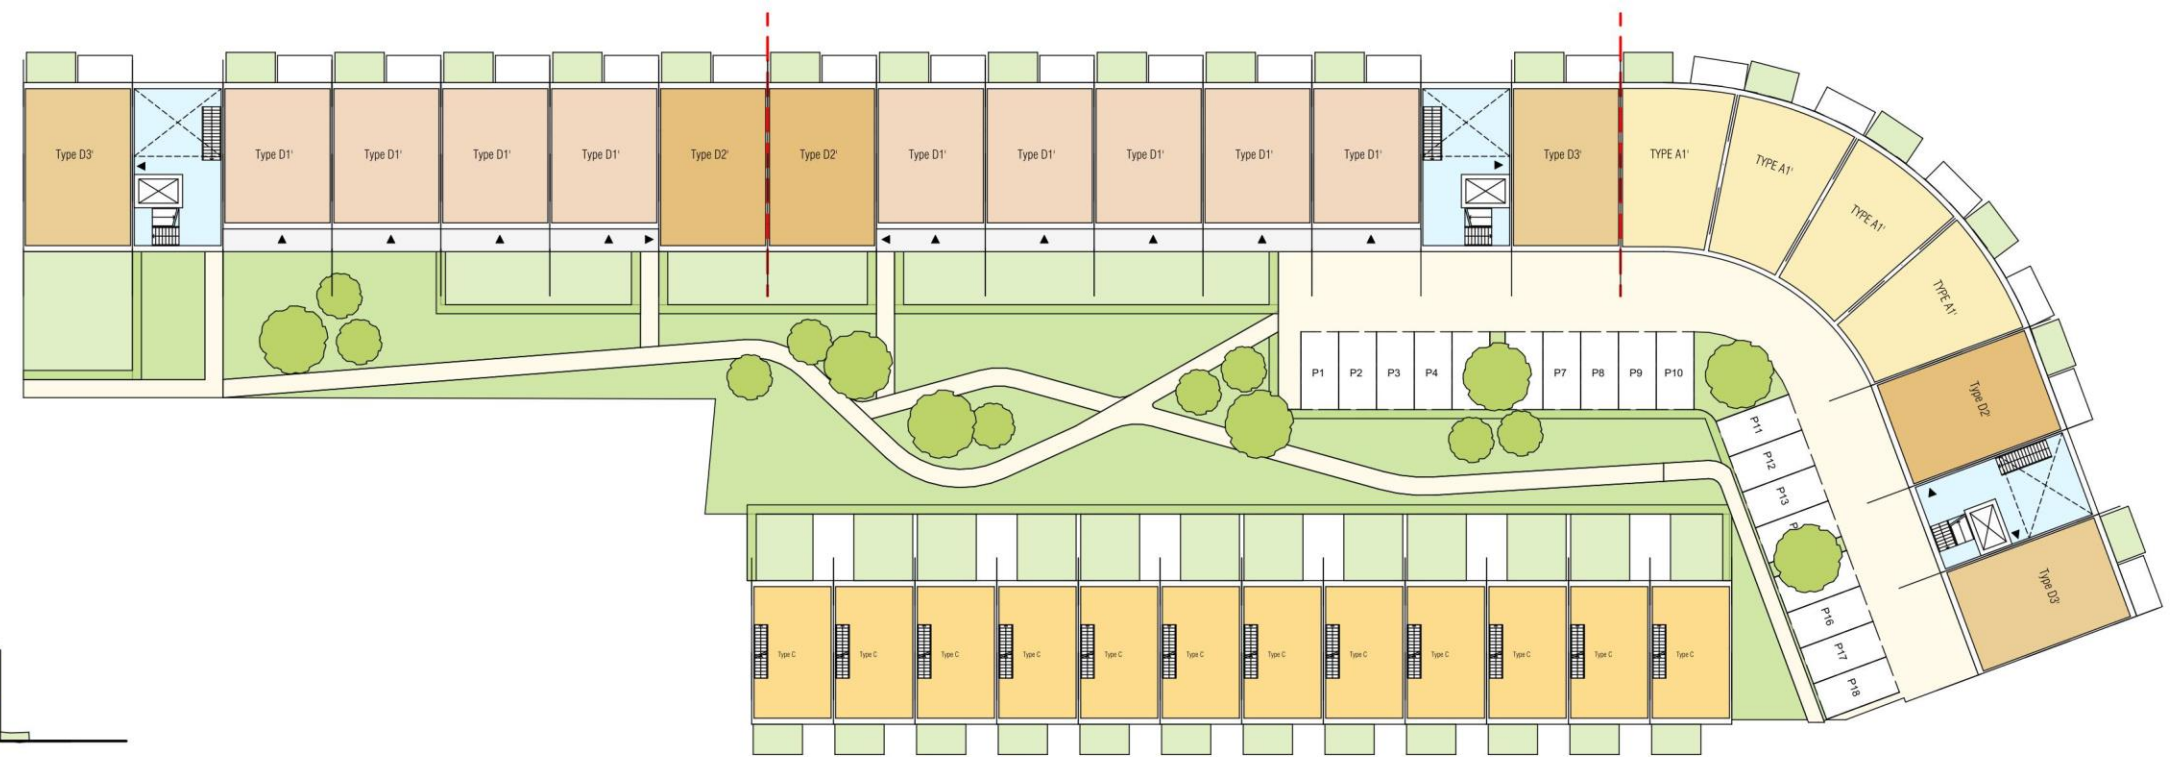 Type D3'
Type D1'
Type D1'
Type D1'
Type D1'
Type D2'
Type D2'
Type D1'
Type D1'
Type D1'
Type D1'
Type D1'
Type D3'
TYPE A1'
TYPE A1'
TYPE A1'
TYPE A1'
Type D2'
Type D3'
P1
P2
P3
P4
P7
P8
P9
P10
P11
P12
P13
P16
P17
P18
Type C
Type C
Type C
Type C
Type C
Type C
Type C
Type C
Type C
Type C
Type C
Type C